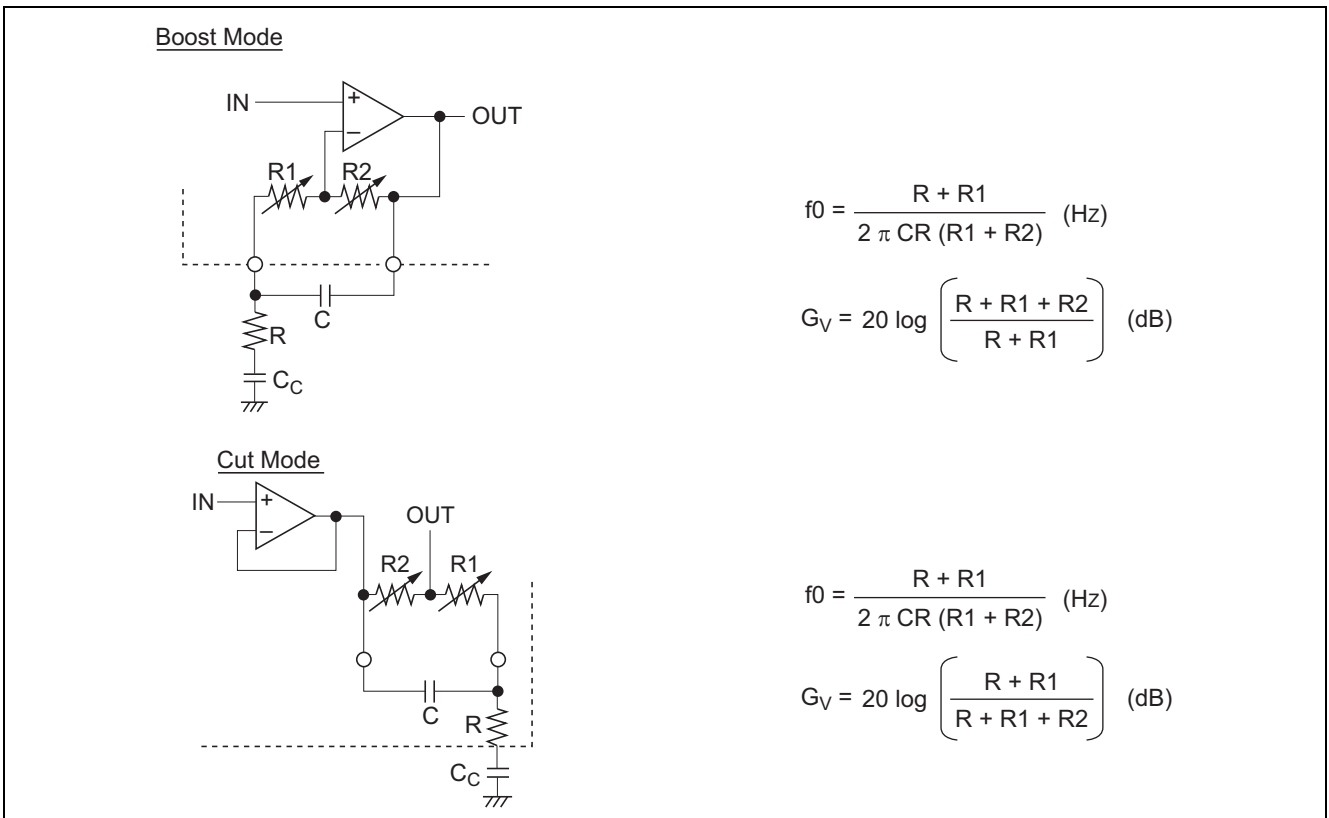 Boost Mode
IN
+
−
OUT
R1
R2
C
R
CC
f0 = R + R1 / 2 π CR (R1 + R2) (Hz)
GV = 20 log ( R + R1 + R2 / R + R1 ) (dB)
Cut Mode
IN
+
−
OUT
R2
R1
C
R
CC
f0 = R + R1 / 2 π CR (R1 + R2) (Hz)
GV = 20 log ( R + R1 / R + R1 + R2 ) (dB)